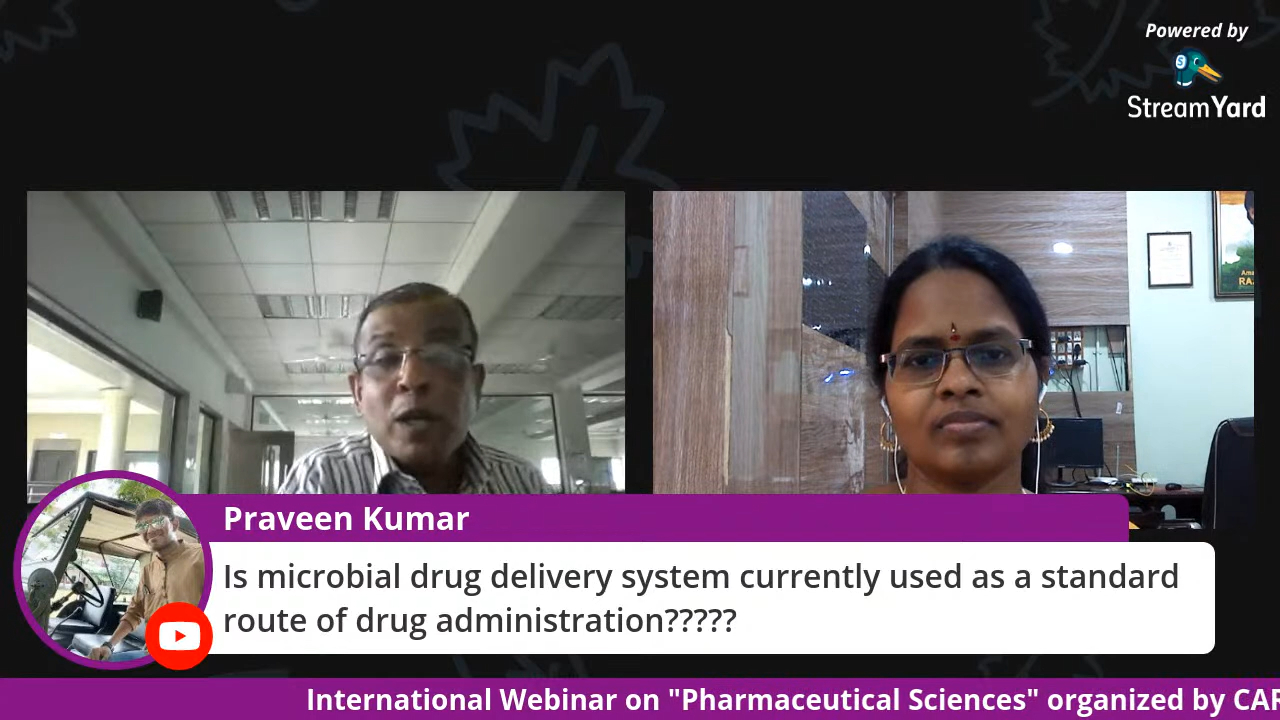 Powered by
StreamYard
Praveen Kumar
Is microbial drug delivery system currently used as a standard
route of drug administration?????
International Webinar on "Pharmaceutical Sciences" organized by